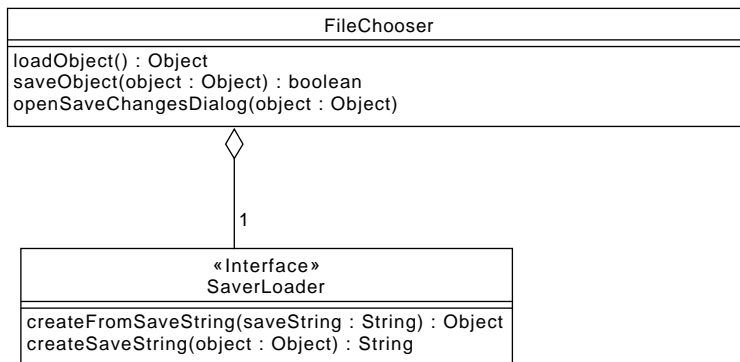 FileChooser
loadObject() : Object
saveObject(object : Object) : boolean
openSaveChangesDialog(object : Object)
1
«Interface»
SaverLoader
createFromSaveString(saveString : String) : Object
createSaveString(object : Object) : String